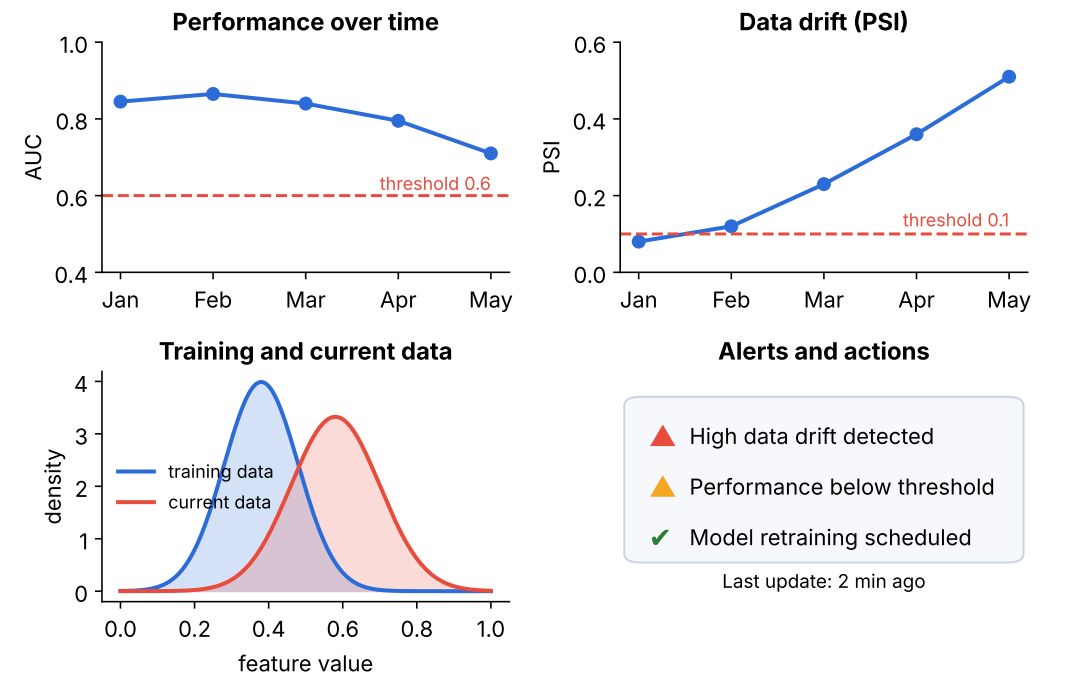 Performance over time
1.0
0.8
0.6
0.4
AUC
threshold 0.6
Jan Feb Mar Apr May
Data drift (PSI)
0.6
0.4
0.2
0.0
PSI
threshold 0.1
Jan Feb Mar Apr May
Training and current data
4
3
2
1
0
density
training data
current data
0.0 0.2 0.4 0.6 0.8 1.0
feature value
Alerts and actions
High data drift detected
Performance below threshold
Model retraining scheduled
Last update: 2 min ago